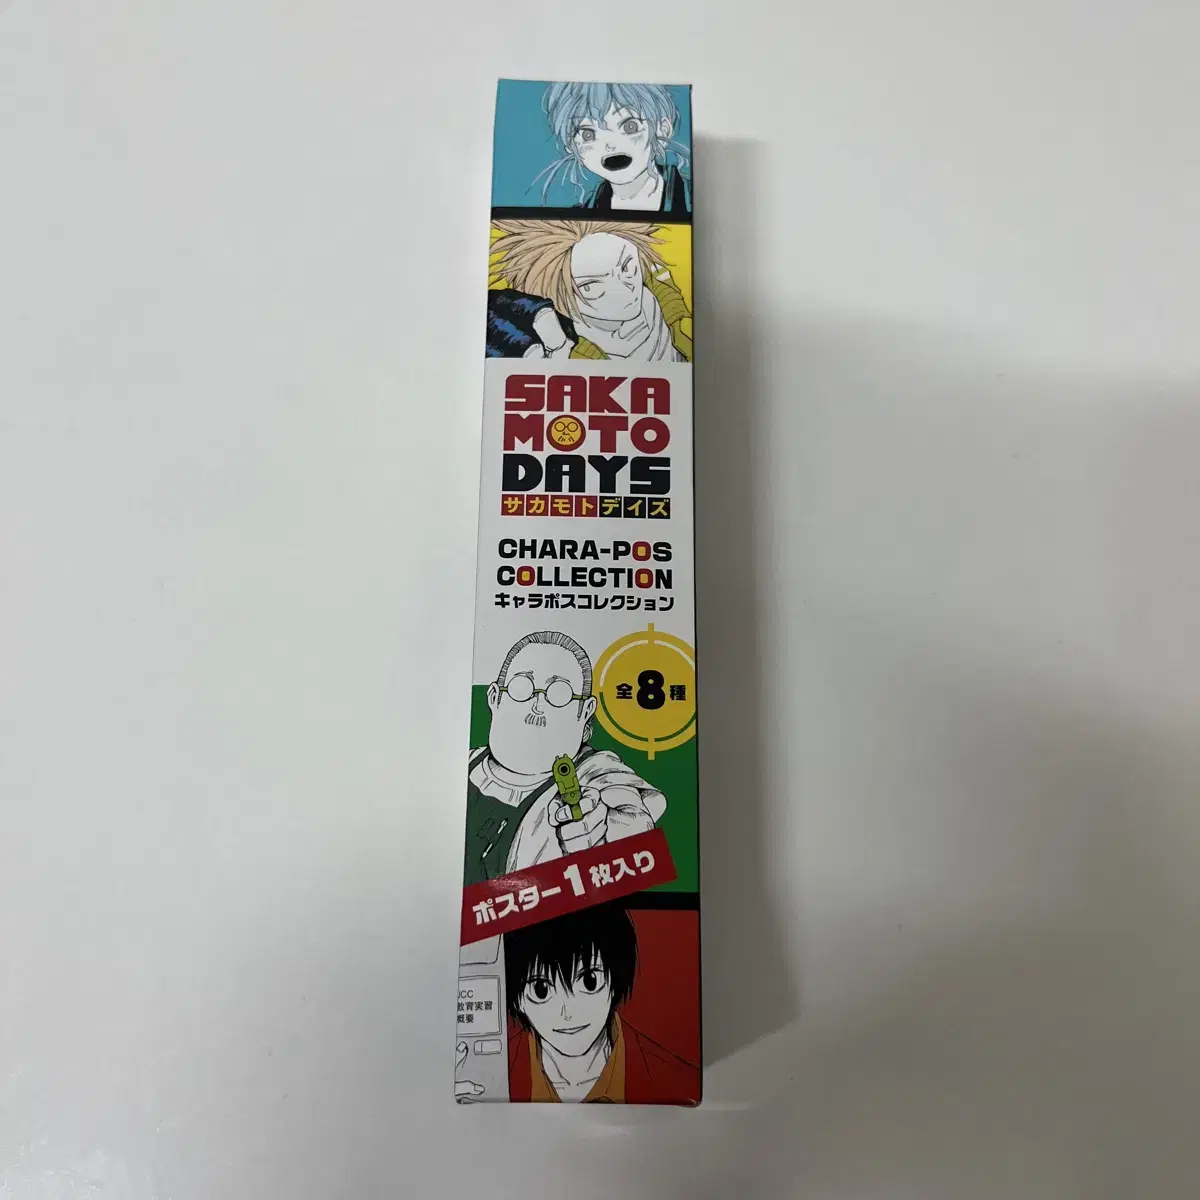 SAKA
MOTO
DAYS
サカモトデイズ
CHARA-POS
COLLECTION
キャラポスコレクション
全8種
ポスター1枚入り
JCC
教育実習
概要